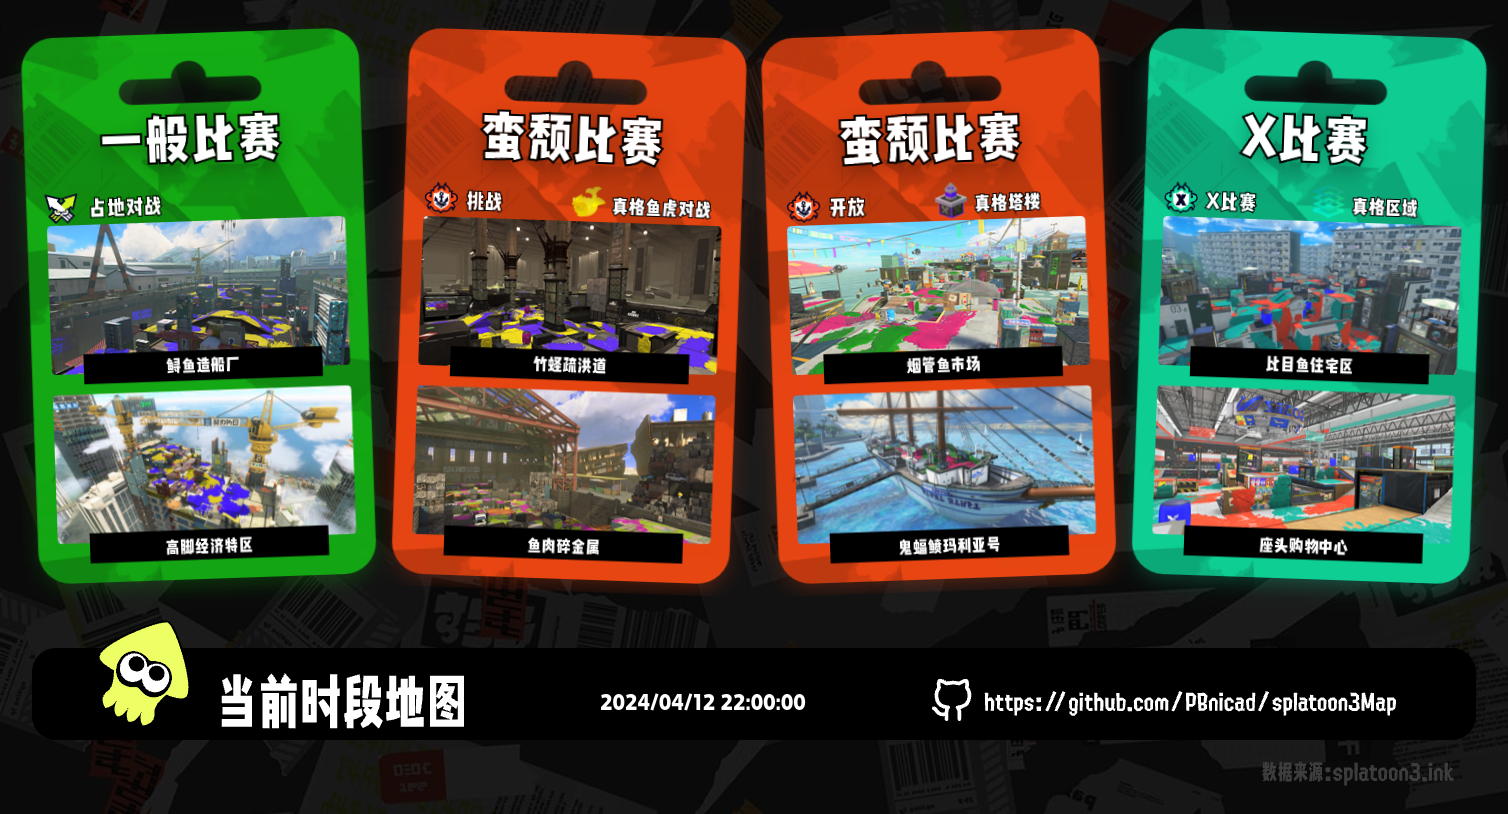 一般比赛
占地对战
鲟鱼造船厂
高脚经济特区
蛮颓比赛
挑战
真格鱼虎对战
竹蛏疏洪道
鱼肉碎金属
蛮颓比赛
开放
真格塔楼
烟管鱼市场
鬼蝠鲼玛利亚号
X比赛
X比赛
真格区域
比目鱼住宅区
座头购物中心
当前时段地图
2024/04/12 22:00:00
https://github.com/PBnicad/splatoon3Map
数据来源:splatoon3.ink